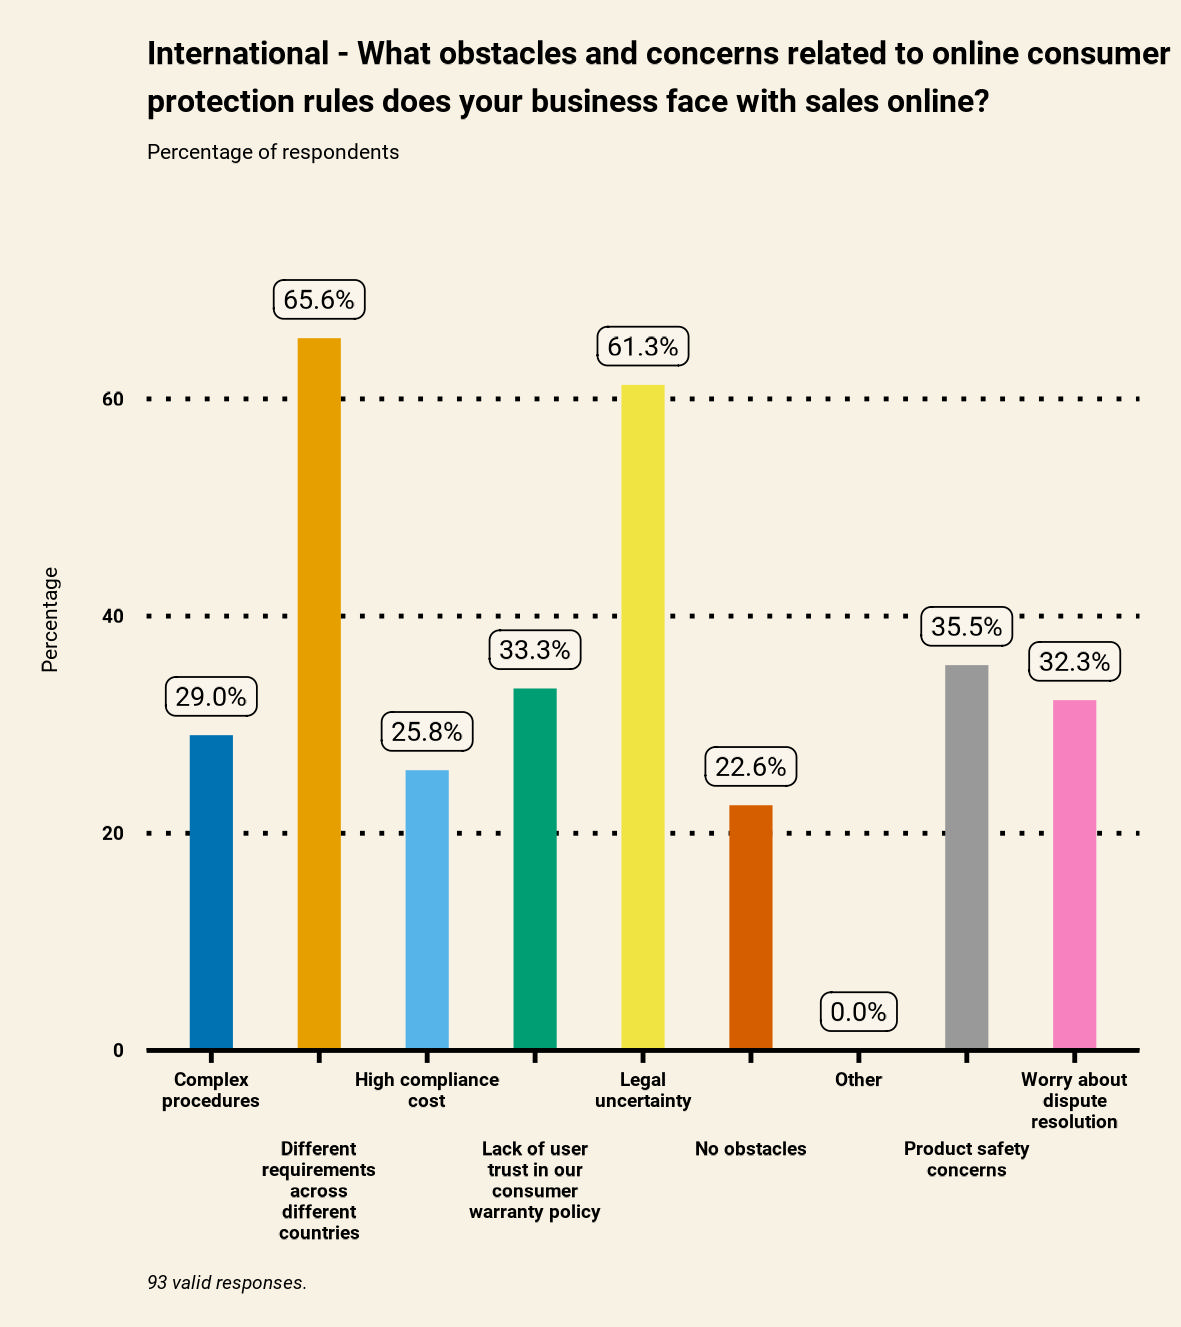 International - What obstacles and concerns related to online consumer
protection rules does your business face with sales online?
Percentage of respondents
Percentage
60
40
20
0
29.0%
65.6%
25.8%
33.3%
61.3%
22.6%
0.0%
35.5%
32.3%
Complex
procedures
Different
requirements
across
different
countries
High compliance
cost
Lack of user
trust in our
consumer
warranty policy
Legal
uncertainty
No obstacles
Other
Product safety
concerns
Worry about
dispute
resolution
93 valid responses.